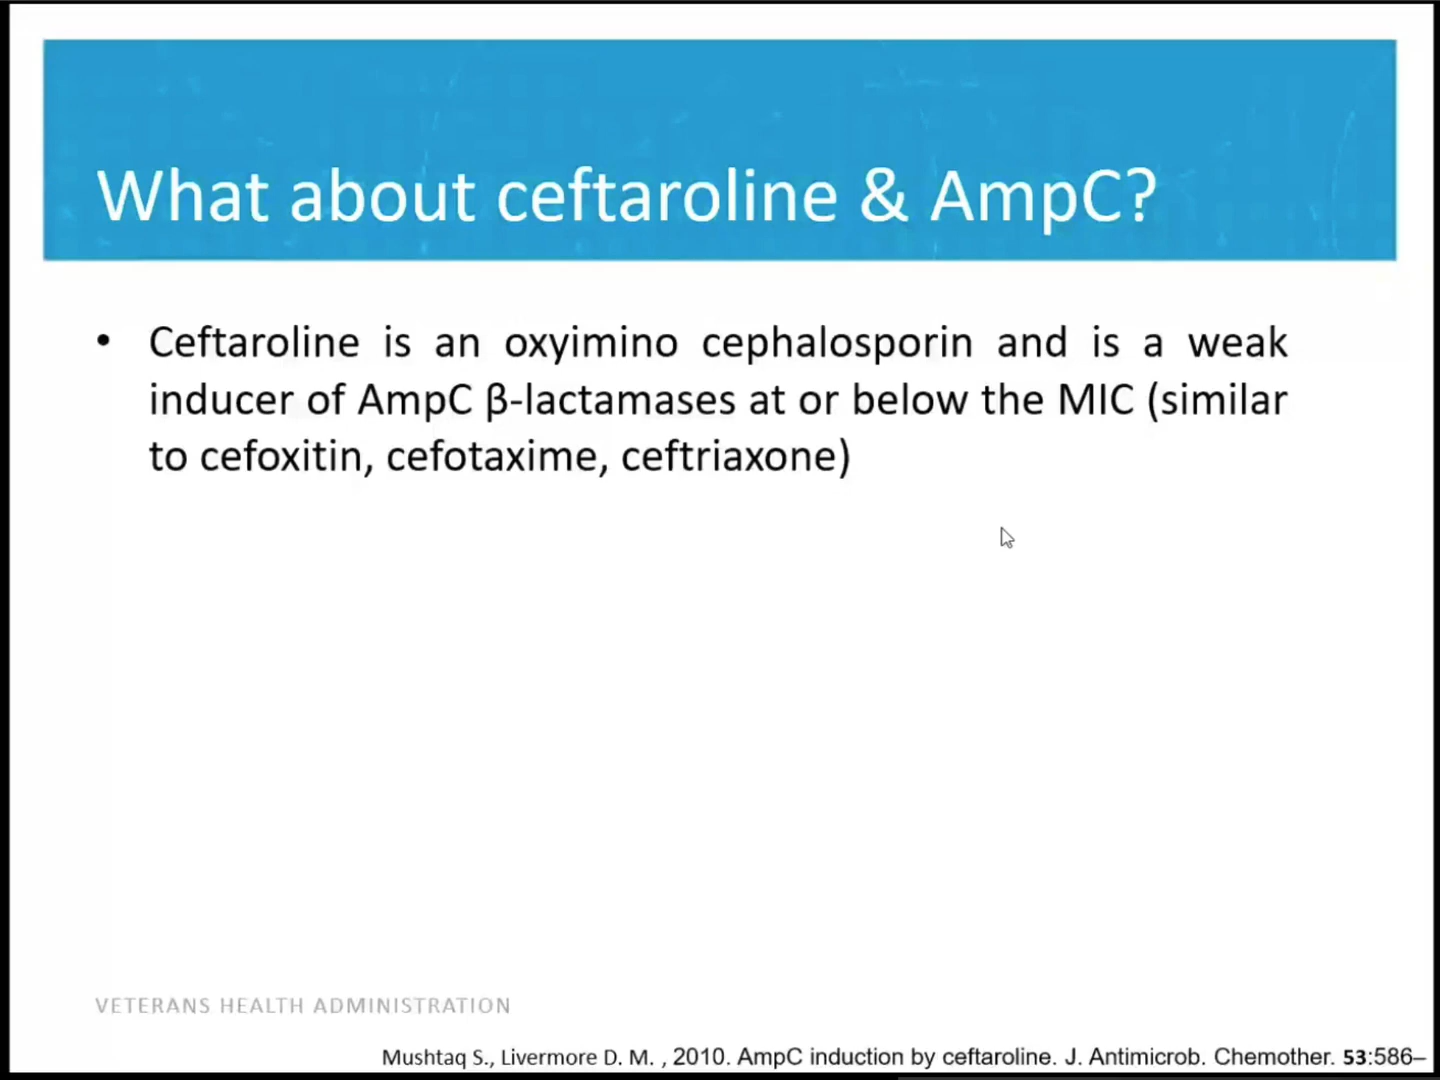 What about ceftaroline & AmpC?
• Ceftaroline is an oxyimino cephalosporin and is a weak
inducer of AmpC β-lactamases at or below the MIC (similar
to cefoxitin, cefotaxime, ceftriaxone)
VETERANS HEALTH ADMINISTRATION
Mushtaq S., Livermore D. M. , 2010. AmpC induction by ceftaroline. J. Antimicrob. Chemother. 53:586–